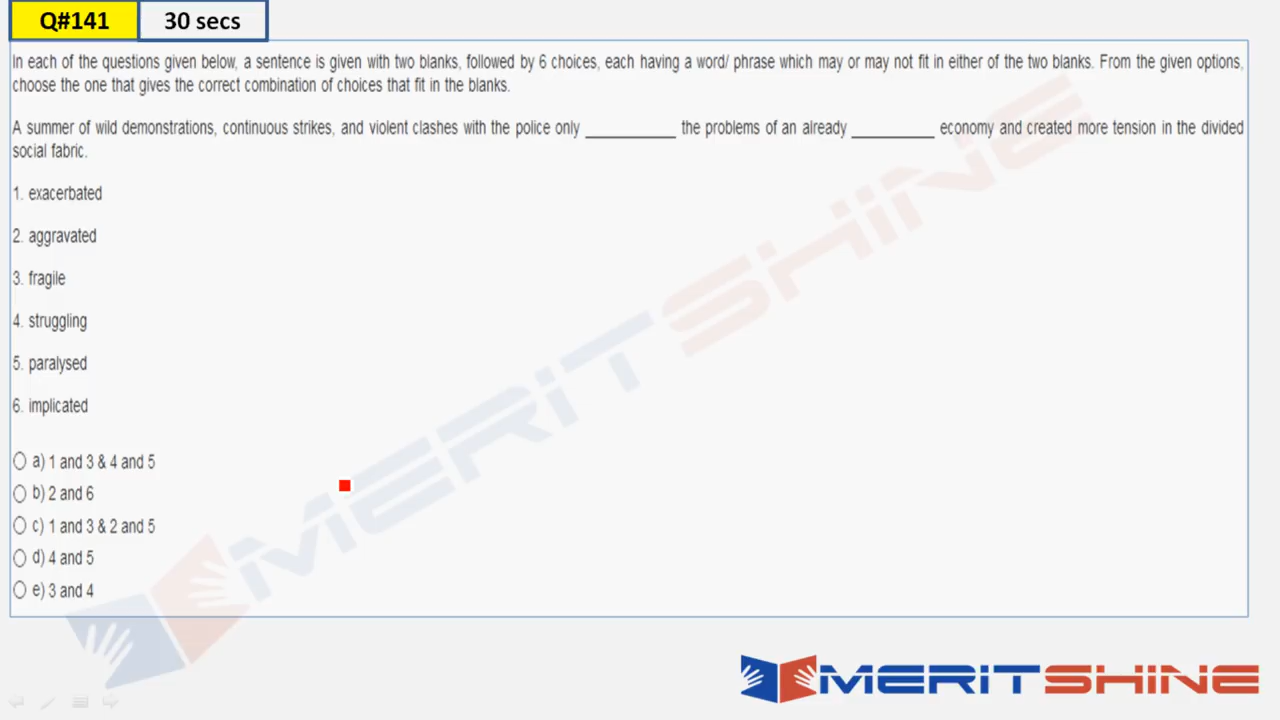 Q#141
30 secs
In each of the questions given below, a sentence is given with two blanks, followed by 6 choices, each having a word/ phrase which may or may not fit in either of the two blanks. From the given options,
choose the one that gives the correct combination of choices that fit in the blanks.
A summer of wild demonstrations, continuous strikes, and violent clashes with the police only __________ the problems of an already _________ economy and created more tension in the divided
social fabric.
1. exacerbated
2. aggravated
3. fragile
4. struggling
5. paralysed
6. implicated
a) 1 and 3 & 4 and 5
b) 2 and 6
c) 1 and 3 & 2 and 5
d) 4 and 5
e) 3 and 4
MERITSHINE
MERITSHINE